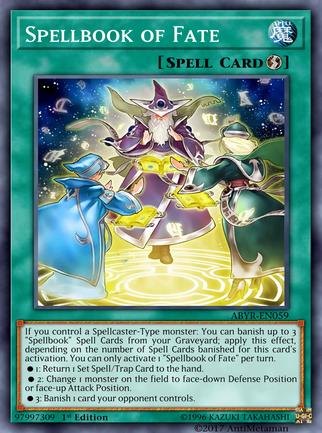 SPELLBOOK OF FATE
[SPELL CARD]
ABYR-EN059
If you control a Spellcaster-Type monster: You can banish up to 3
"Spellbook" Spell Cards from your Graveyard; apply this effect,
depending on the number of Spell Cards banished for this card's
activation. You can only activate 1 "Spellbook of Fate" per turn.
● 1: Return 1 Set Spell/Trap Card to the hand.
● 2: Change 1 monster on the field to face-down Defense Position
or face-up Attack Position.
● 3: Banish 1 card your opponent controls.
97997309 1st Edition ©1996 KAZUKI TAKAHASHI
©2017 AntiMetaman